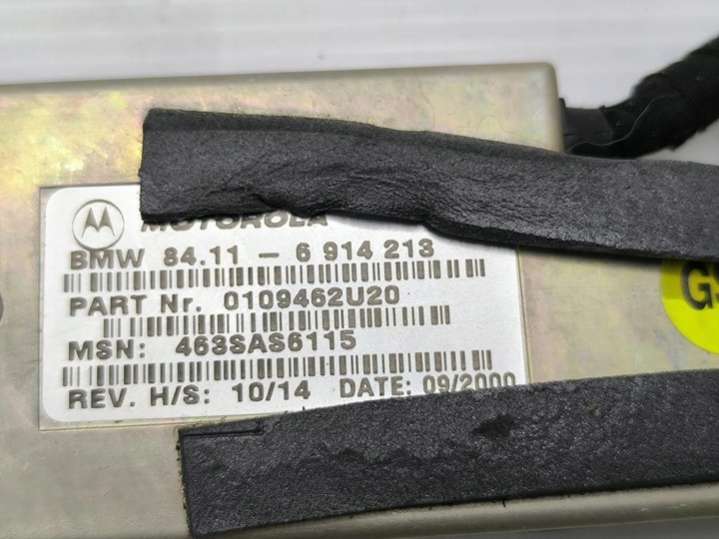 MOTOROLA
BMW 84.11 - 6 914 213
PART Nr. 0109462U20
MSN: 463SAS6115
REV. H/S: 10/14 DATE: 09/2000